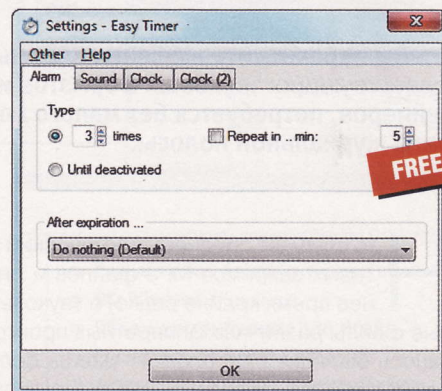 Settings - Easy Timer
Other Help
Alarm Sound Clock Clock (2)
Type
3 times Repeat in .. min: 5
FREE
Until deactivated
After expiration ...
Do nothing (Default)
OK